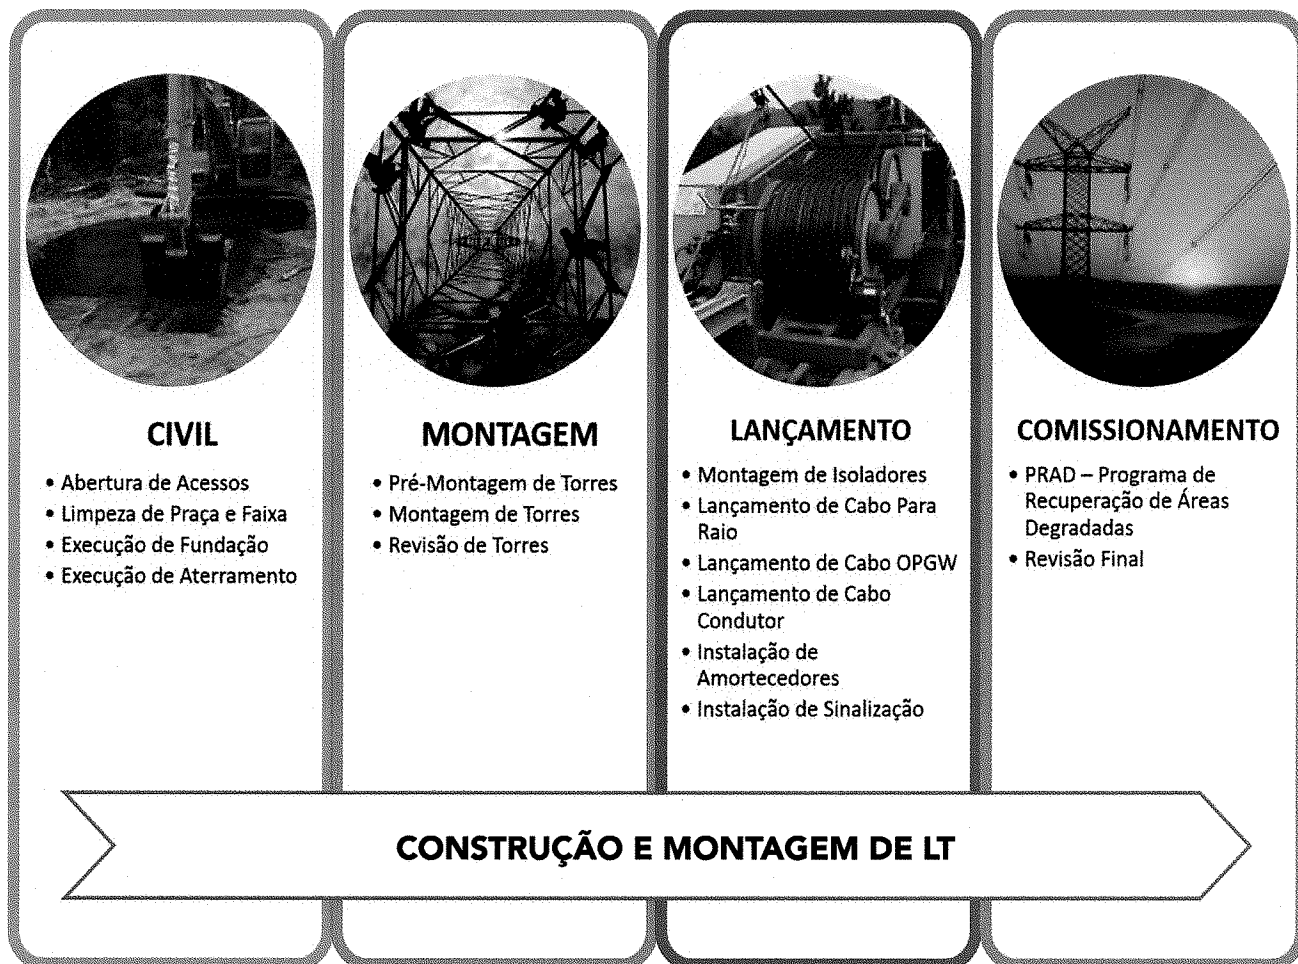 CIVIL
• Abertura de Acessos
• Limpeza de Praça e Faixa
• Execução de Fundação
• Execução de Aterramento
MONTAGEM
• Pré-Montagem de Torres
• Montagem de Torres
• Revisão de Torres
LANÇAMENTO
• Montagem de Isoladores
• Lançamento de Cabo Para
Raio
• Lançamento de Cabo OPGW
• Lançamento de Cabo
Condutor
• Instalação de
Amortecedores
• Instalação de Sinalização
COMISSIONAMENTO
• PRAD – Programa de
Recuperação de Áreas
Degradadas
• Revisão Final
CONSTRUÇÃO E MONTAGEM DE LT